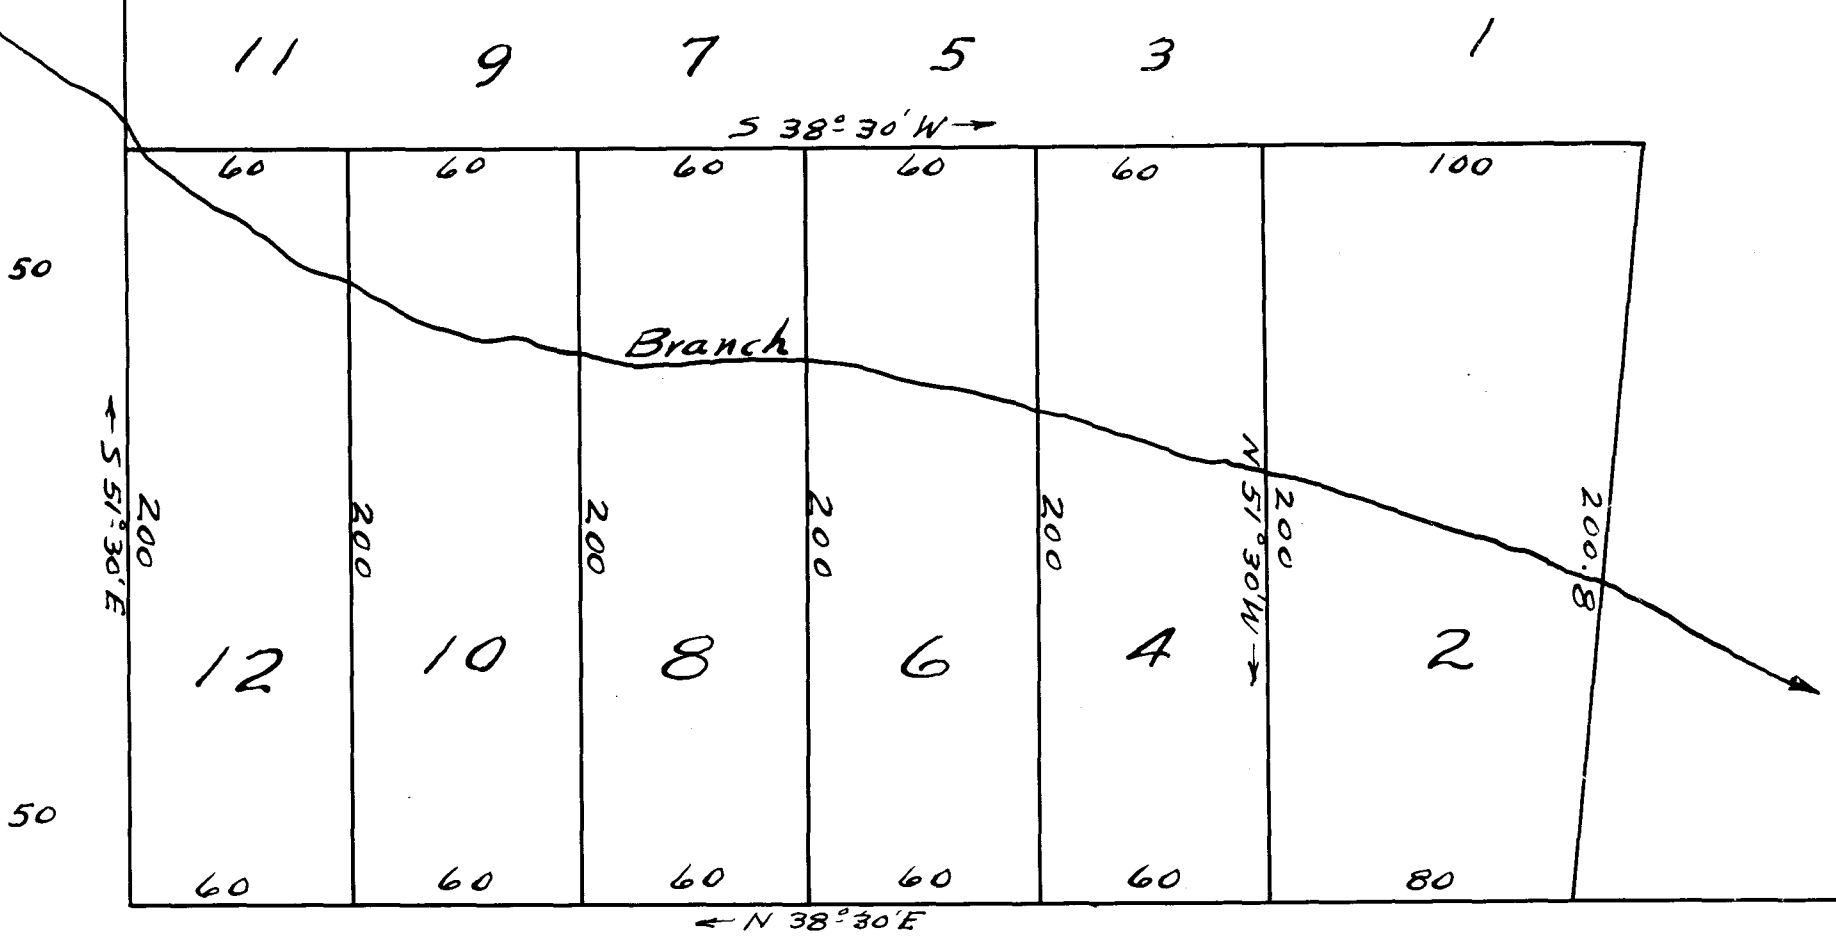 11 9 7 5 3 1
S 38° 30' W →
60 60 60 60 60 100
50
Branch
← S 51° 30' E
200 200 200 200 200
N 51° 30' W →
200
200.8
12 10 8 6 4 2
50
60 60 60 60 60 80
← N 38° 30' E